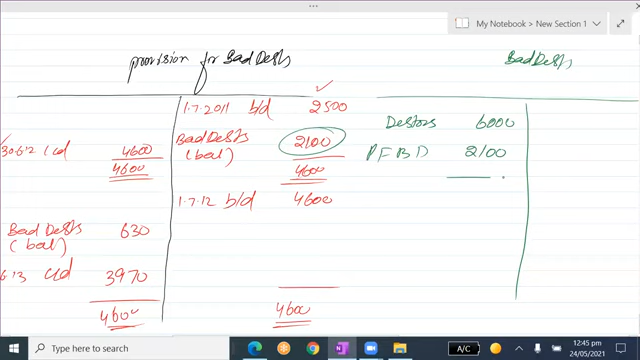 My Notebook > New Section 1
provision for Bad Debts
Bad Debts
1.7.2011 b/d 2500
Debtors 6000
Bad Debts 2100
(bal)
30.6.12 c/d 4600
PFBD 2100
4600
4600
1.7.12 b/d 4600
Bad Debts 630
(bal)
6.13 c/d 3970
4600
4600
Type here to search
A/C
12:45 pm
24/05/2021